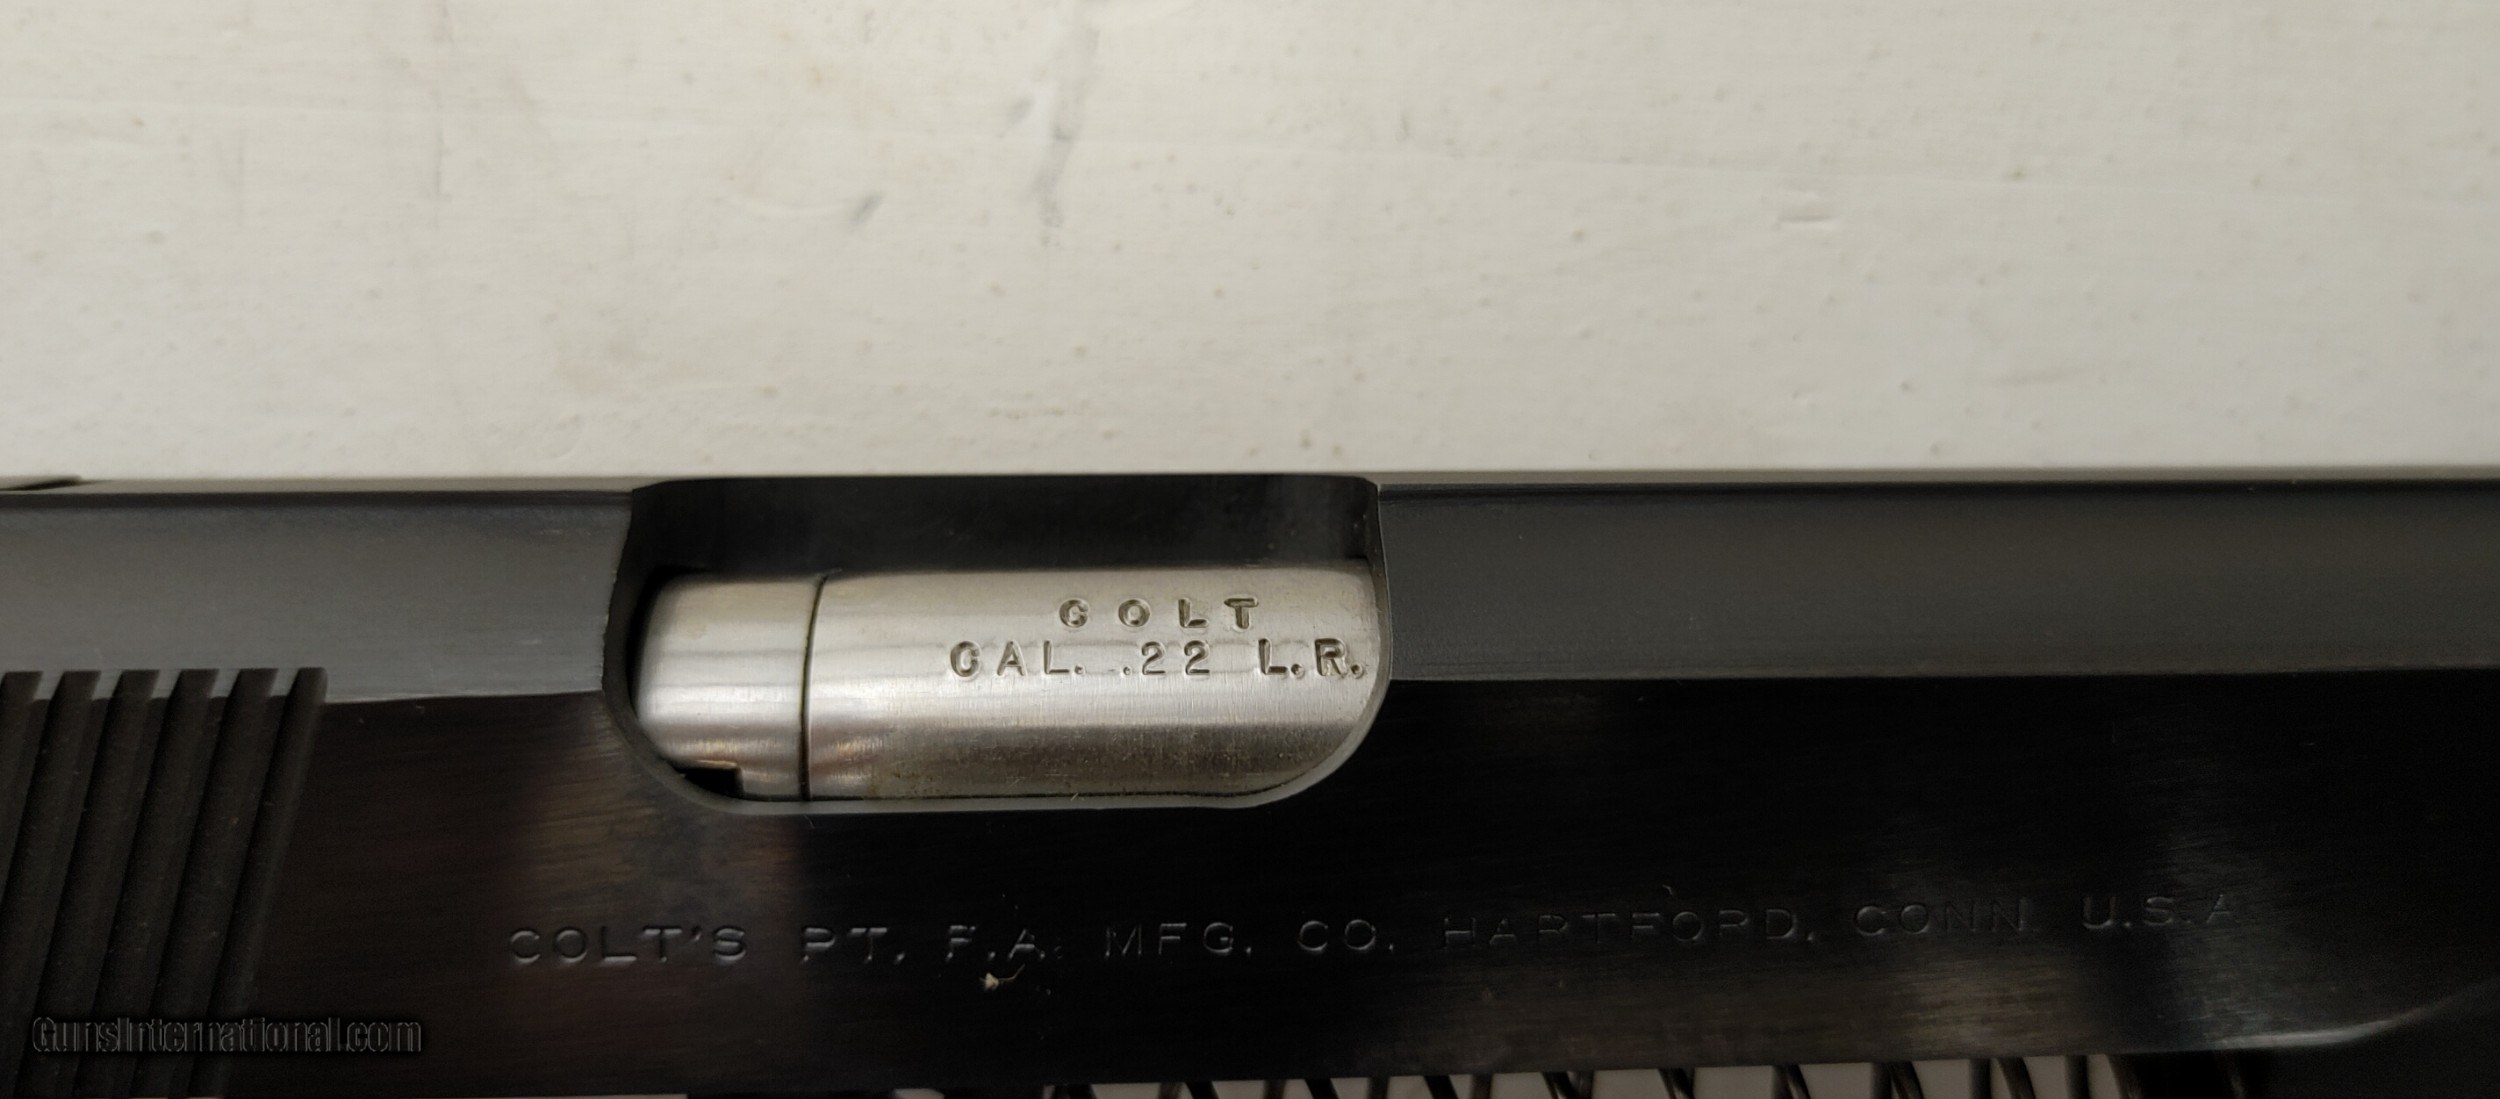 COLT
CAL. .22 L.R.
COLT'S PT. F.A. MFG. CO. HARTFORD, CONN. U.S.A.
GunsInternational.com